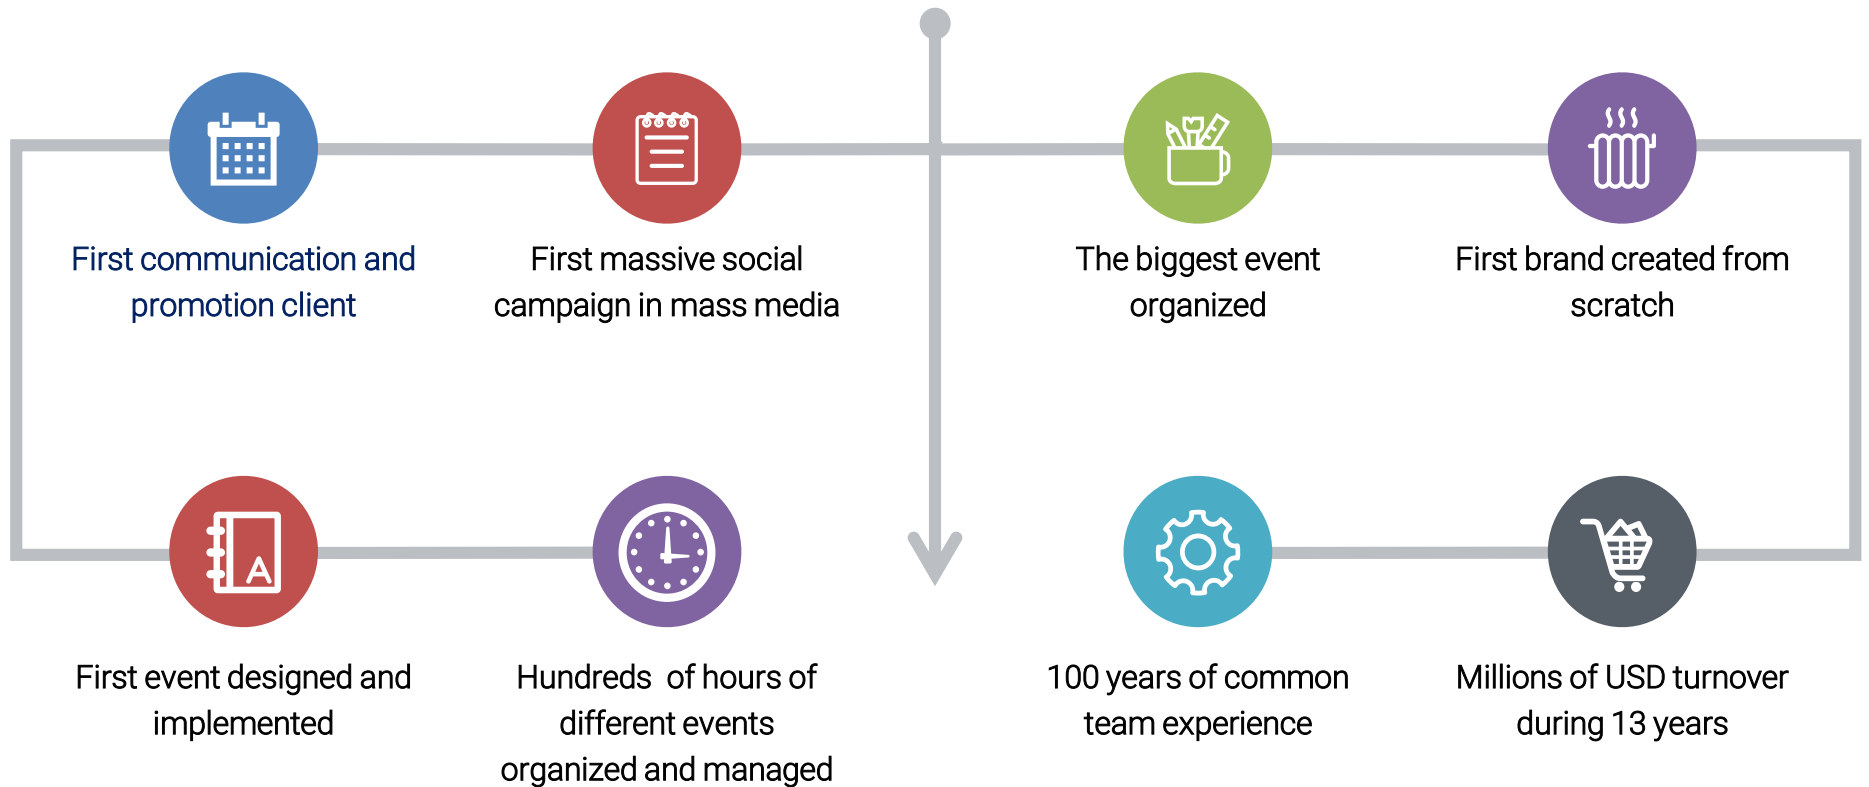 First communication and
promotion client
First massive social
campaign in mass media
The biggest event
organized
First brand created from
scratch
A
First event designed and
implemented
Hundreds  of hours of
different events
organized and managed
100 years of common
team experience
Millions of USD turnover
during 13 years